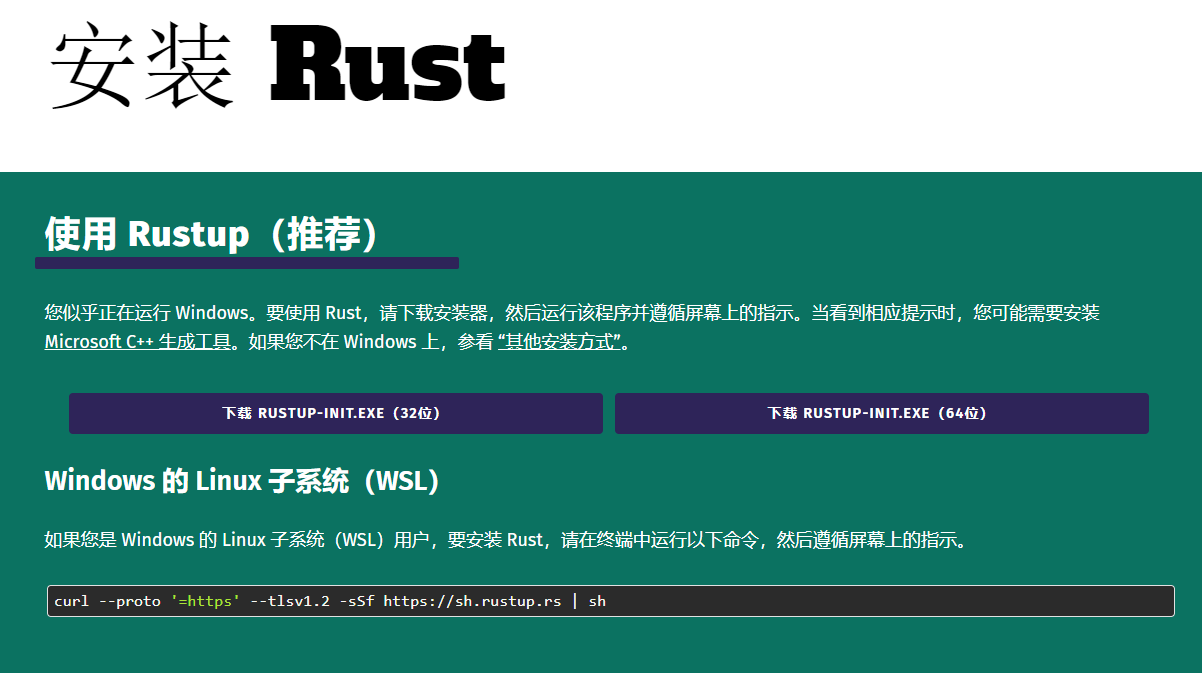 安装 Rust
使用 Rustup（推荐）
您似乎正在运行 Windows。要使用 Rust，请下载安装器，然后运行该程序并遵循屏幕上的指示。当看到相应提示时，您可能需要安装
Microsoft C++ 生成工具。如果您不在 Windows 上，参看 “其他安装方式”。
下载 RUSTUP-INIT.EXE（32位）
下载 RUSTUP-INIT.EXE（64位）
Windows 的 Linux 子系统（WSL）
如果您是 Windows 的 Linux 子系统（WSL）用户，要安装 Rust，请在终端中运行以下命令，然后遵循屏幕上的指示。
curl --proto '=https' --tlsv1.2 -sSf https://sh.rustup.rs | sh